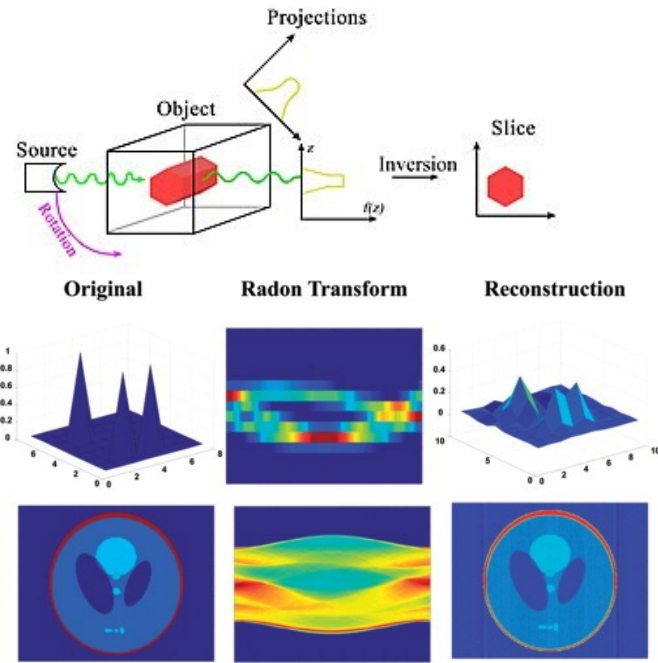 Projections
Object
Source
Rotation
z
f(z)
Inversion
Slice
Original
Radon Transform
Reconstruction
1
0.8
0.6
0.4
0.2
0
6
4
2
0
0
2
4
6
8
0.6
0.4
0.2
0
10
5
0
0
2
4
6
8
10